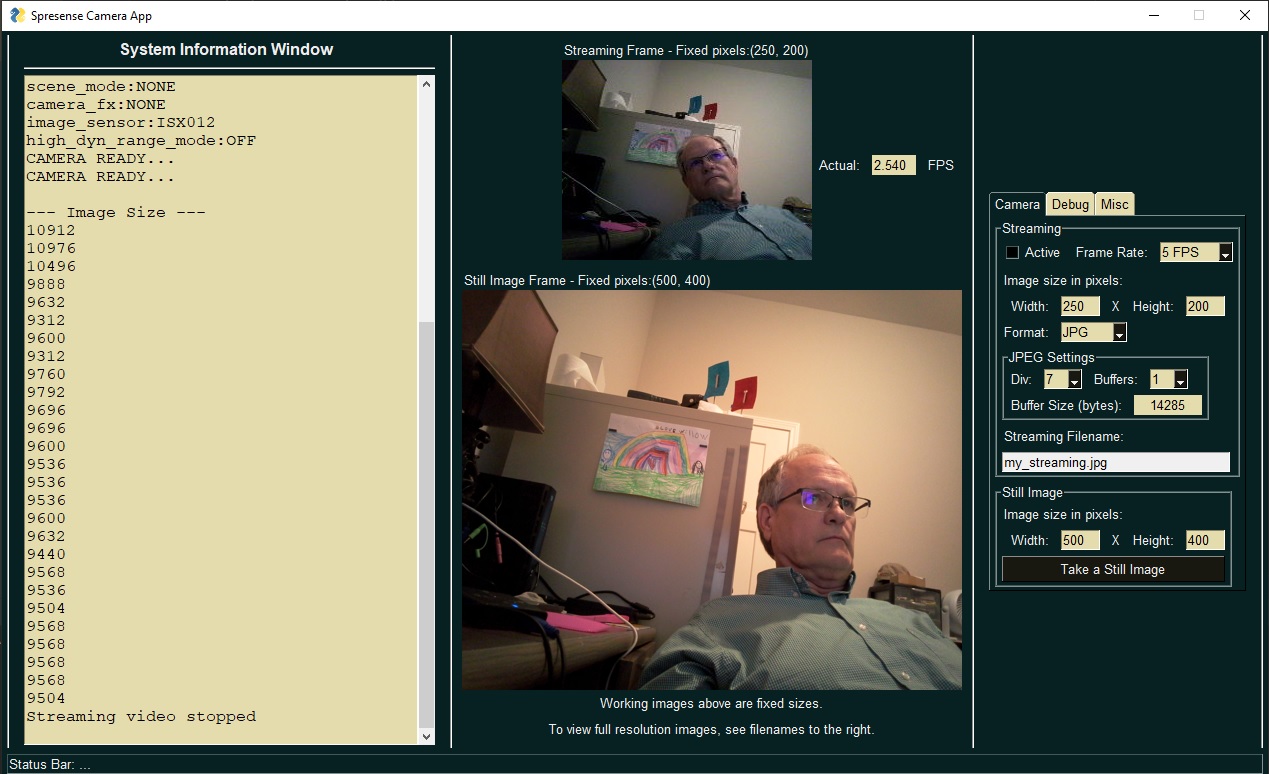 Spresense Camera App
System Information Window
scene_mode:NONE
camera_fx:NONE
image_sensor:ISX012
high_dyn_range_mode:OFF
CAMERA READY...
CAMERA READY...
--- Image Size ---
10912
10976
10496
9888
9632
9312
9600
9312
9760
9792
9696
9696
9600
9536
9536
9536
9600
9632
9440
9568
9536
9504
9568
9568
9568
9568
9504
Streaming video stopped
Streaming Frame - Fixed pixels:(250, 200)
Actual: 2.540 FPS
Still Image Frame - Fixed pixels:(500, 400)
Working images above are fixed sizes.
To view full resolution images, see filenames to the right.
Camera Debug Misc
Streaming
Active Frame Rate: 5 FPS
Image size in pixels:
Width: 250 X Height: 200
Format: JPG
JPEG Settings
Div: 7 Buffers: 1
Buffer Size (bytes): 14285
Streaming Filename:
my_streaming.jpg
Still Image
Image size in pixels:
Width: 500 X Height: 400
Take a Still Image
Status Bar: ...